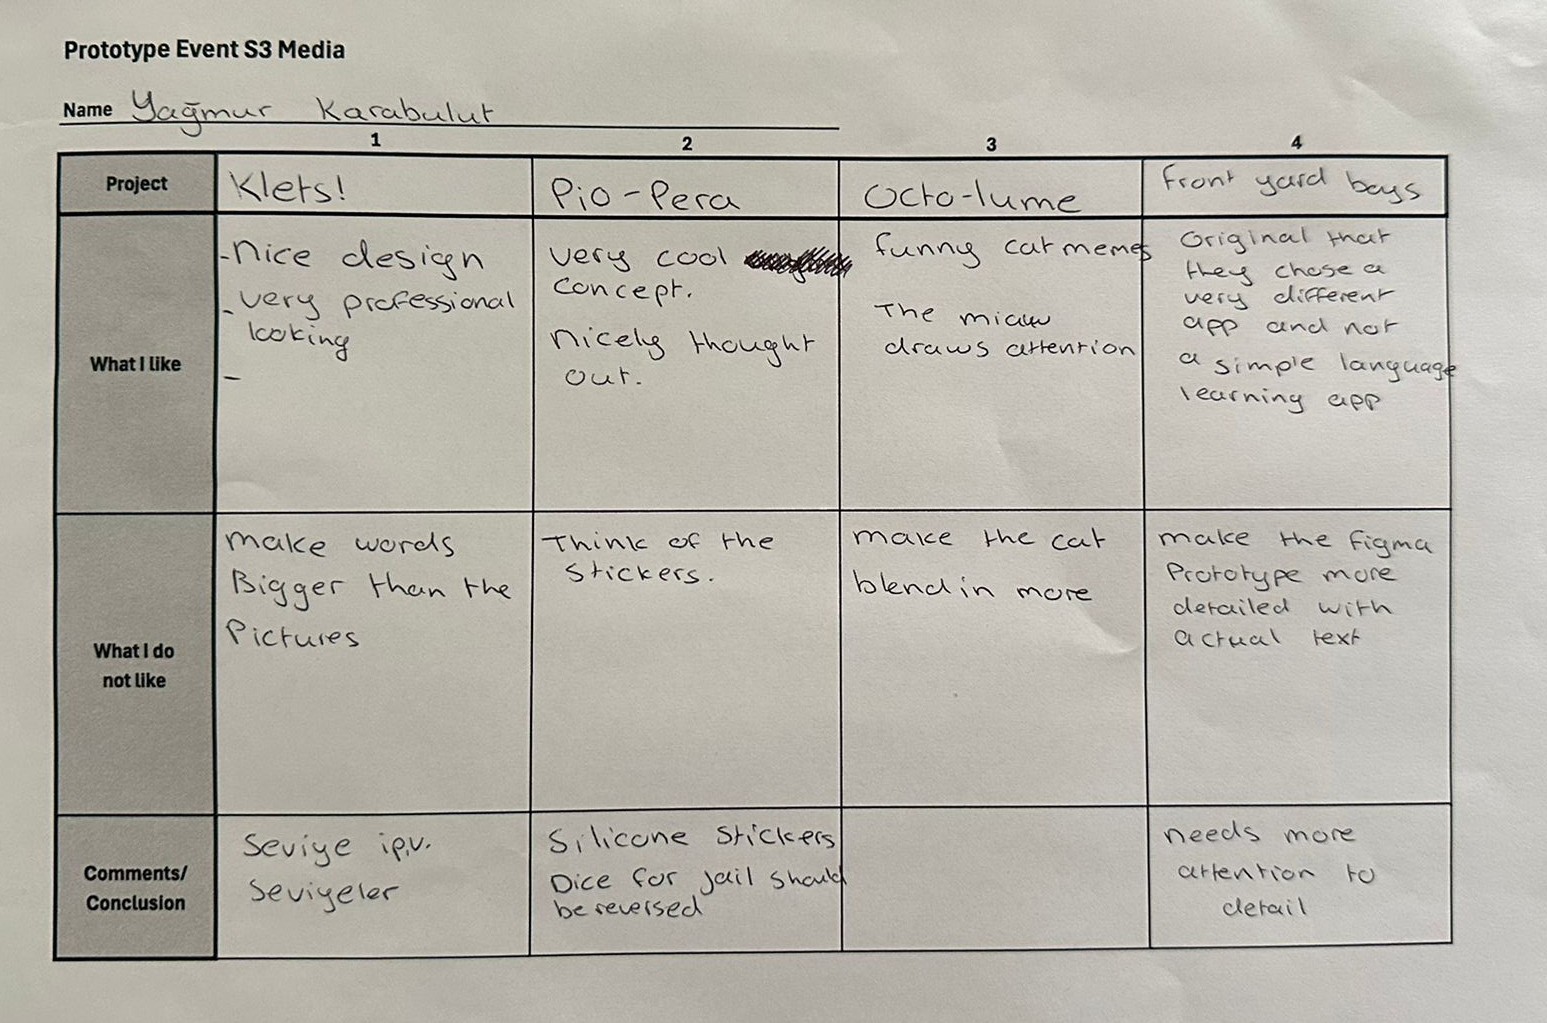 Prototype Event S3 Media
Name Yağmur Karabulut
1 2 3 4
Project
Klets!
Pio-Pera
Octo-lume
Front yard boys
What I like
-Nice design
- very professional
looking
-
very cool
concept.
Nicely thought
out.
funny cat memes
The miauw
draws attention
Original that
they chose a
very different
app and not
a simple language
learning app
What I do
not like
make words
Bigger than the
Pictures
Think of the
stickers.
make the cat
blend in more
make the figma
Prototype more
detailed with
actual text
Comments/
Conclusion
Seviye i.p.v.
Seviyeler
Silicone Stickers
Dice for jail should
be reversed
needs more
attention to
detail